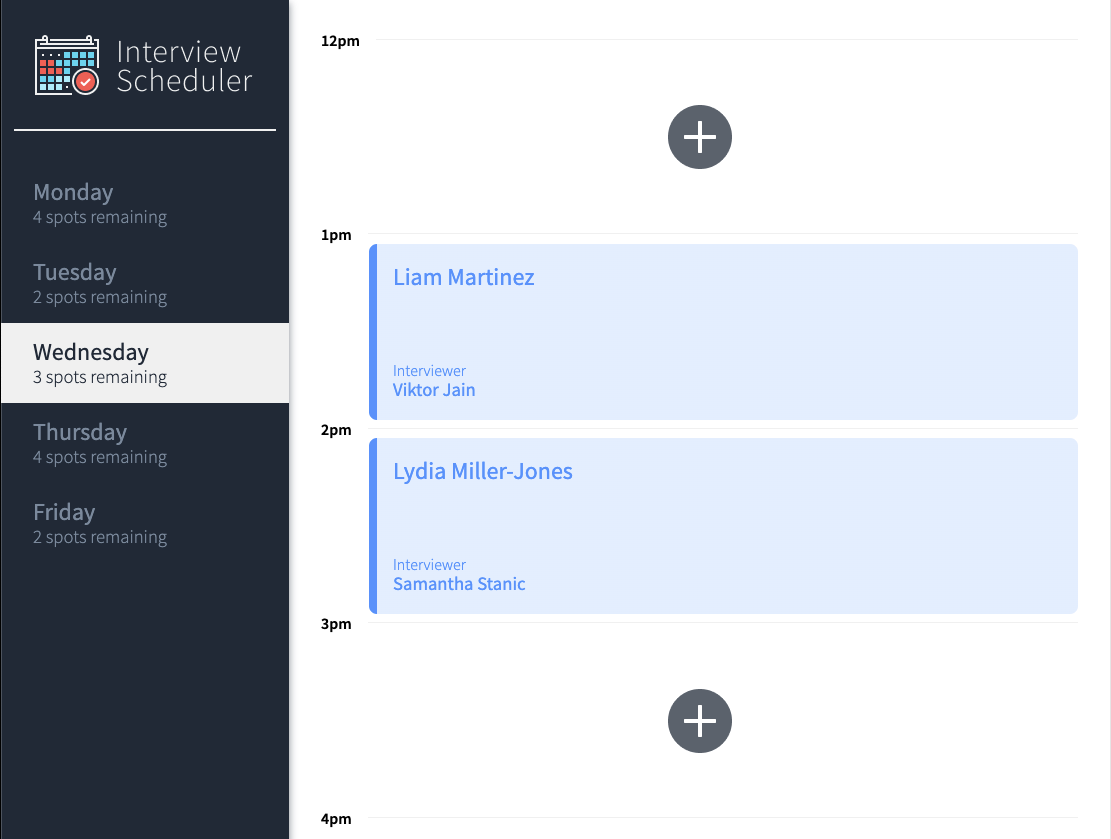 Interview
Scheduler
Monday
4 spots remaining
Tuesday
2 spots remaining
Wednesday
3 spots remaining
Thursday
4 spots remaining
Friday
2 spots remaining
12pm
1pm
Liam Martinez
Interviewer
Viktor Jain
2pm
Lydia Miller-Jones
Interviewer
Samantha Stanic
3pm
4pm